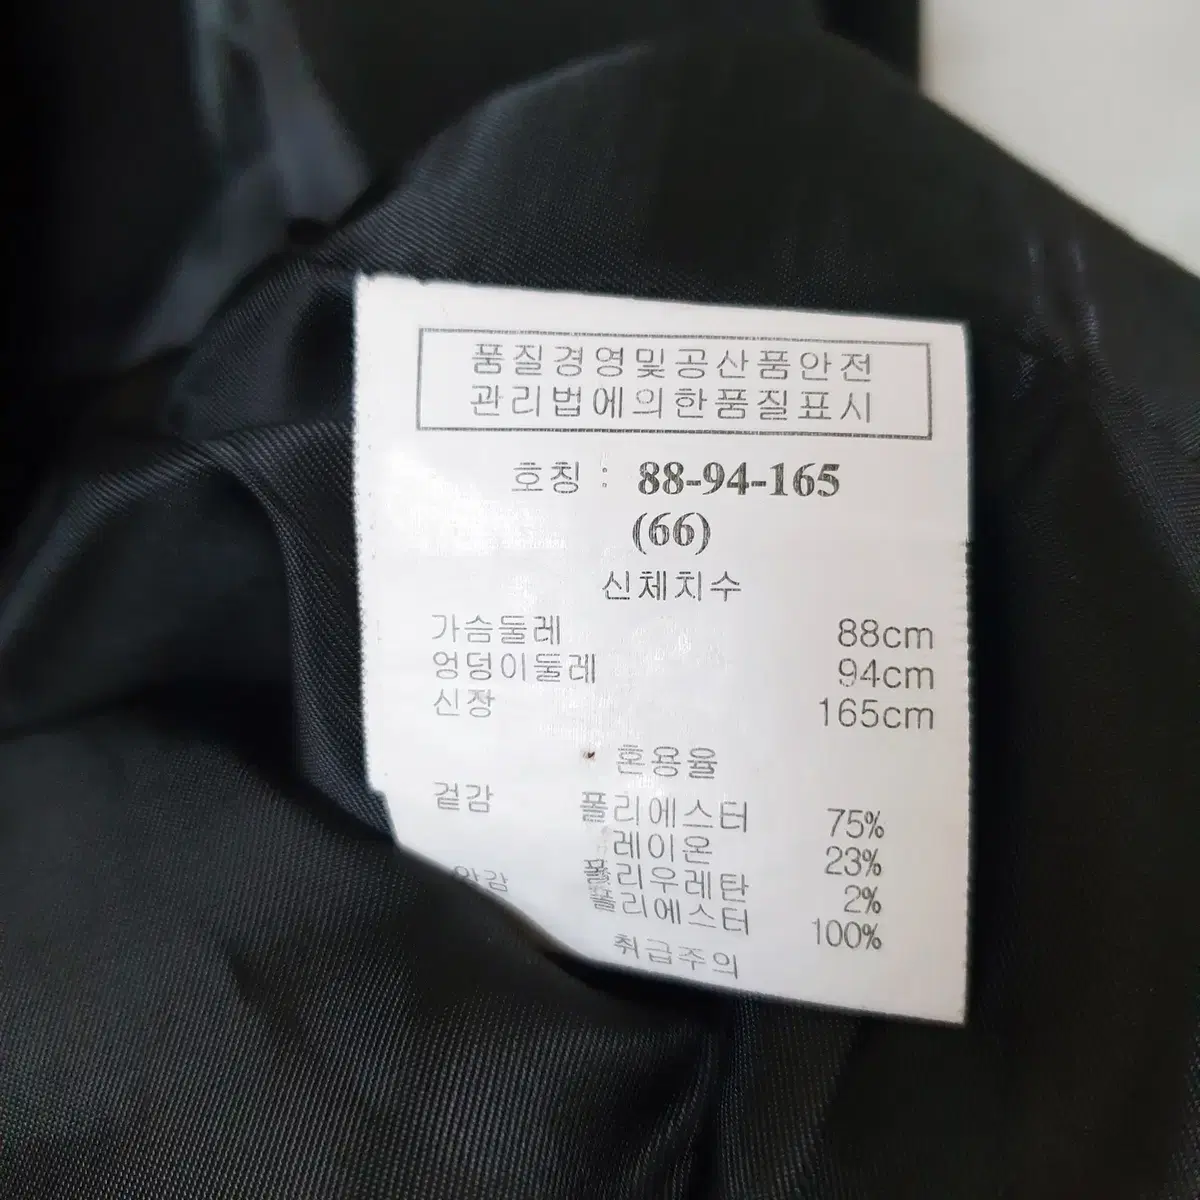 품질경영및공산품안전
관리법에의한품질표시
호칭 : 88-94-165
(66)
신체치수
가슴둘레 88cm
엉덩이둘레 94cm
신장 165cm
혼용율
겉감 폴리에스터 75%
레이온 23%
폴리우레탄 2%
안감 폴리에스터 100%
취급주의